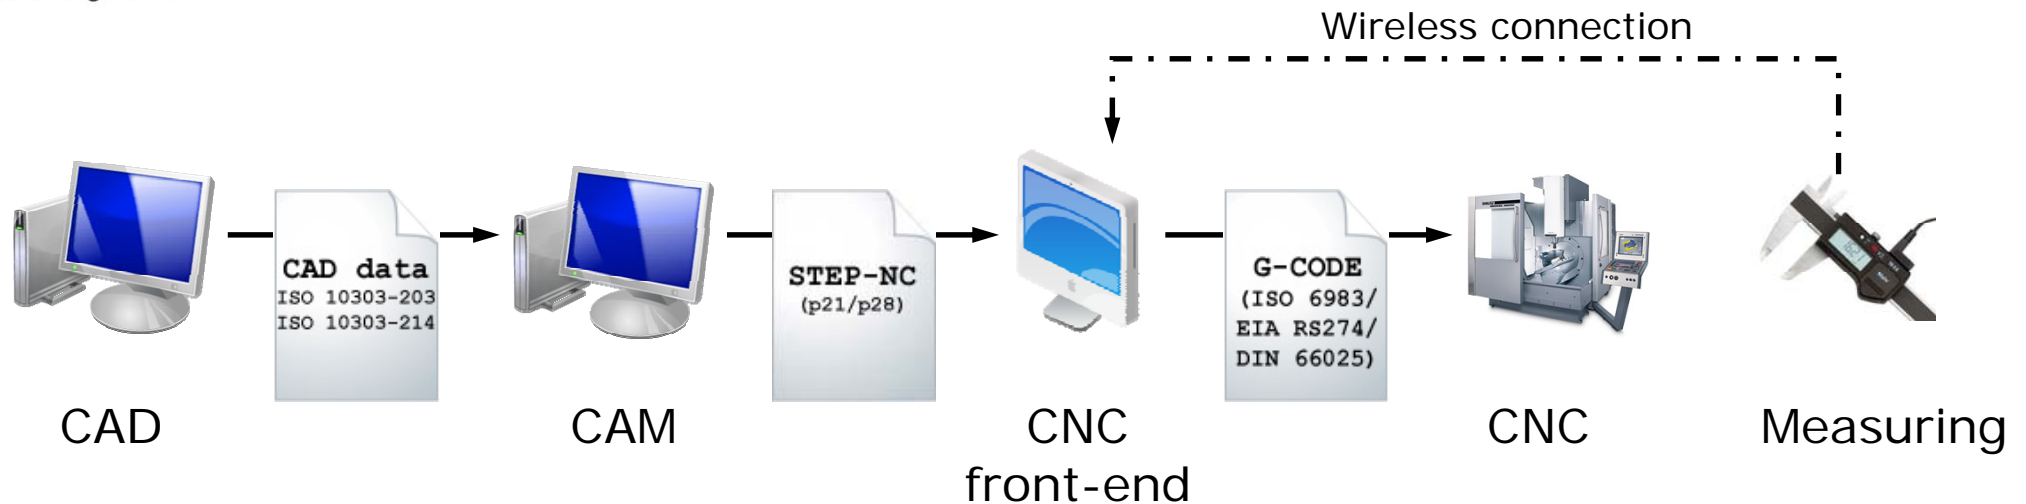 Wireless connection
CAD data
ISO 10303-203
ISO 10303-214
STEP-NC
(p21/p28)
G-CODE
(ISO 6983/
EIA RS274/
DIN 66025)
CAD
CAM
CNC
front-end
CNC
Measuring